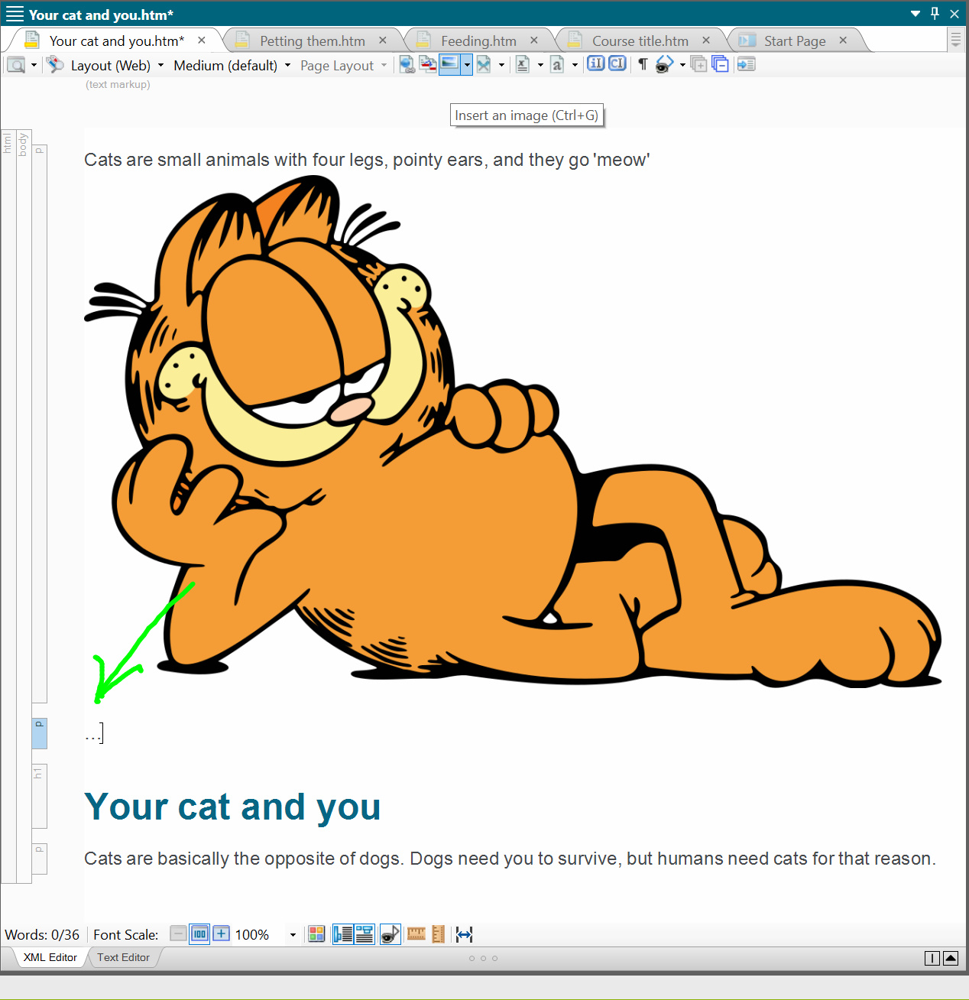 Your cat and you.htm*
Your cat and you.htm* Petting them.htm Feeding.htm Course title.htm Start Page
Layout (Web) Medium (default) Page Layout
(text markup)
Insert an image (Ctrl+G)
html body p
Cats are small animals with four legs, pointy ears, and they go 'meow'
p
...
h1
Your cat and you
p
Cats are basically the opposite of dogs. Dogs need you to survive, but humans need cats for that reason.
Words: 0/36 Font Scale: 100 100%
XML Editor Text Editor